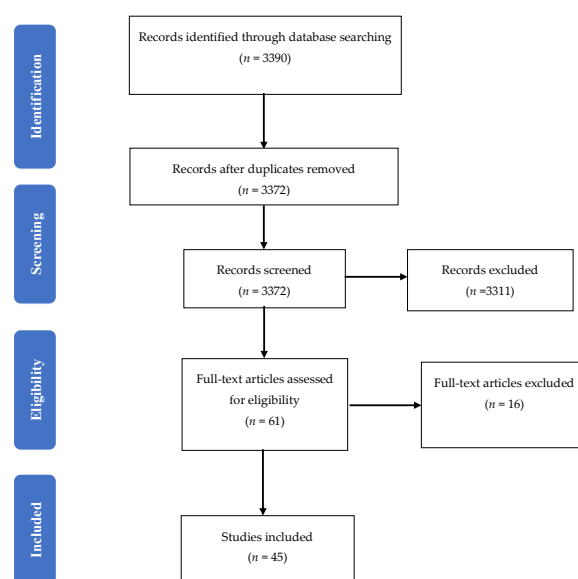 Identification
Records identified through database searching
(n = 3390)
Records after duplicates removed
(n = 3372)
Screening
Records screened
(n = 3372)
Records excluded
(n =3311)
Eligibility
Full-text articles assessed
for eligibility
(n = 61)
Full-text articles excluded
(n = 16)
Included
Studies included
(n = 45)